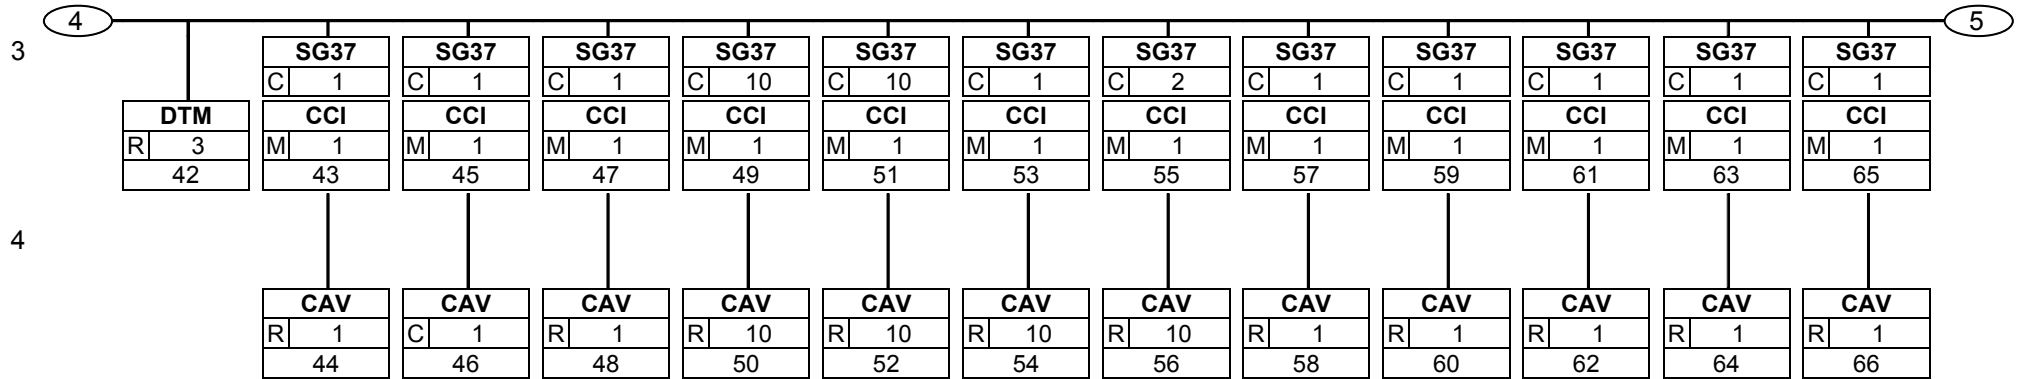 4 5
3 SG37 SG37 SG37 SG37 SG37 SG37 SG37 SG37 SG37 SG37 SG37 SG37
C 1 C 1 C 1 C 10 C 10 C 1 C 2 C 1 C 1 C 1 C 1 C 1
DTM CCI CCI CCI CCI CCI CCI CCI CCI CCI CCI CCI CCI
R 3 M 1 M 1 M 1 M 1 M 1 M 1 M 1 M 1 M 1 M 1 M 1 M 1
42 43 45 47 49 51 53 55 57 59 61 63 65
4
CAV CAV CAV CAV CAV CAV CAV CAV CAV CAV CAV CAV
R 1 C 1 R 1 R 10 R 10 R 10 R 10 R 1 R 1 R 1 R 1 R 1
44 46 48 50 52 54 56 58 60 62 64 66